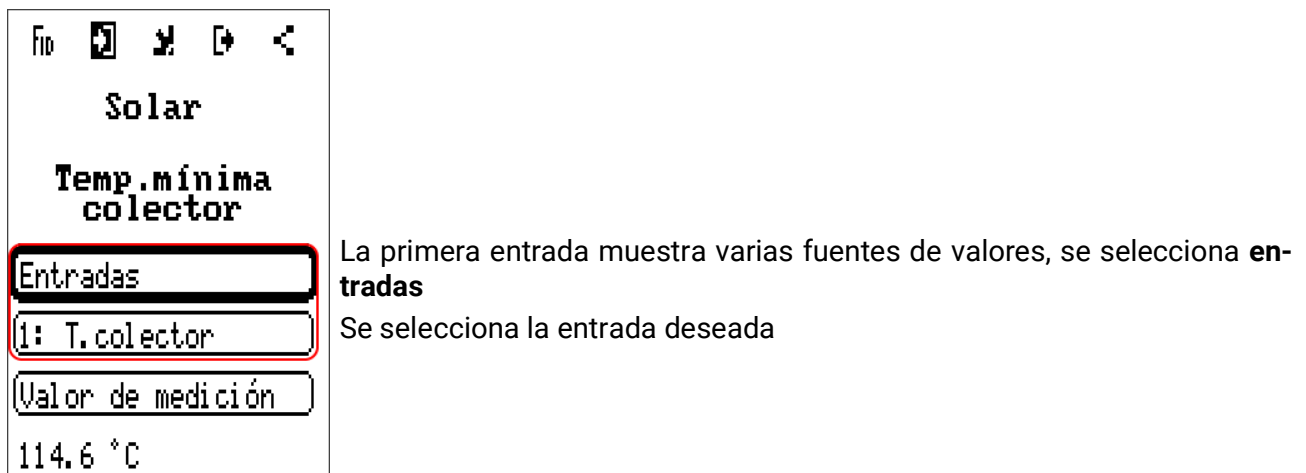 FID
Solar
Temp.mínima
colector
Entradas
1: T.colector
Valor de medición
114.6 °C
La primera entrada muestra varias fuentes de valores, se selecciona en-
tradas
Se selecciona la entrada deseada